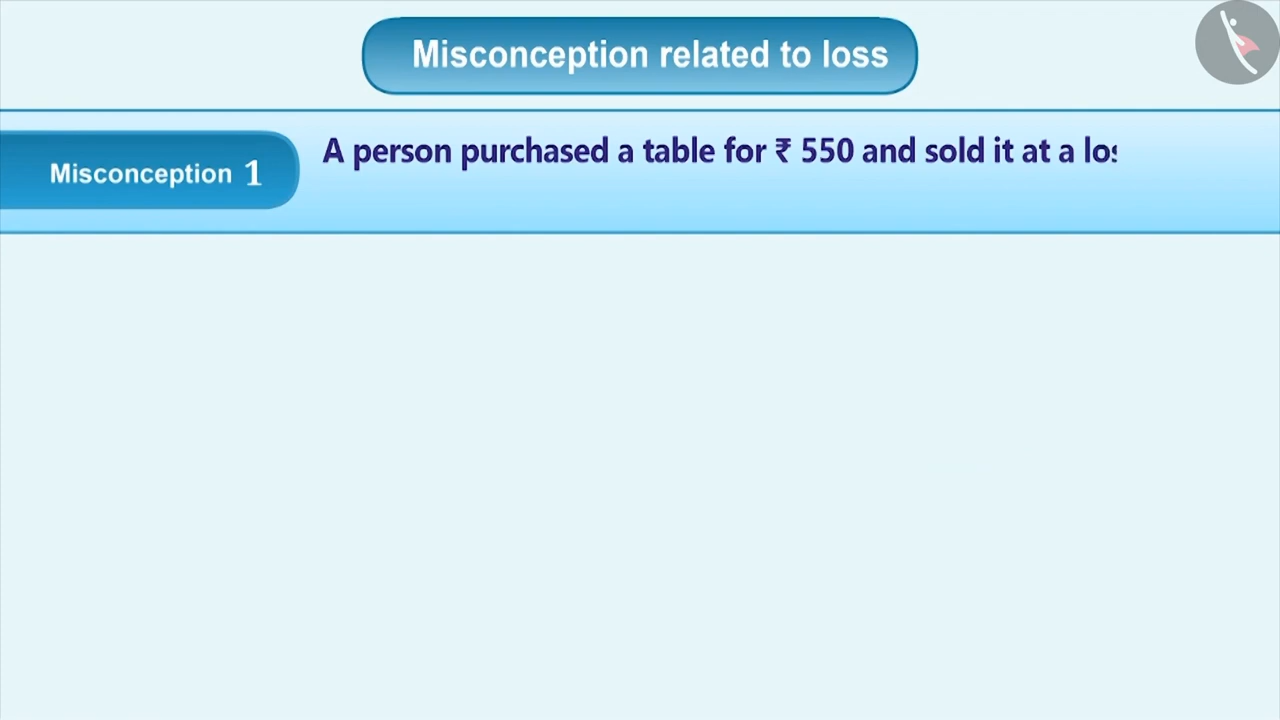 Misconception related to loss
Misconception 1
A person purchased a table for ₹ 550 and sold it at a